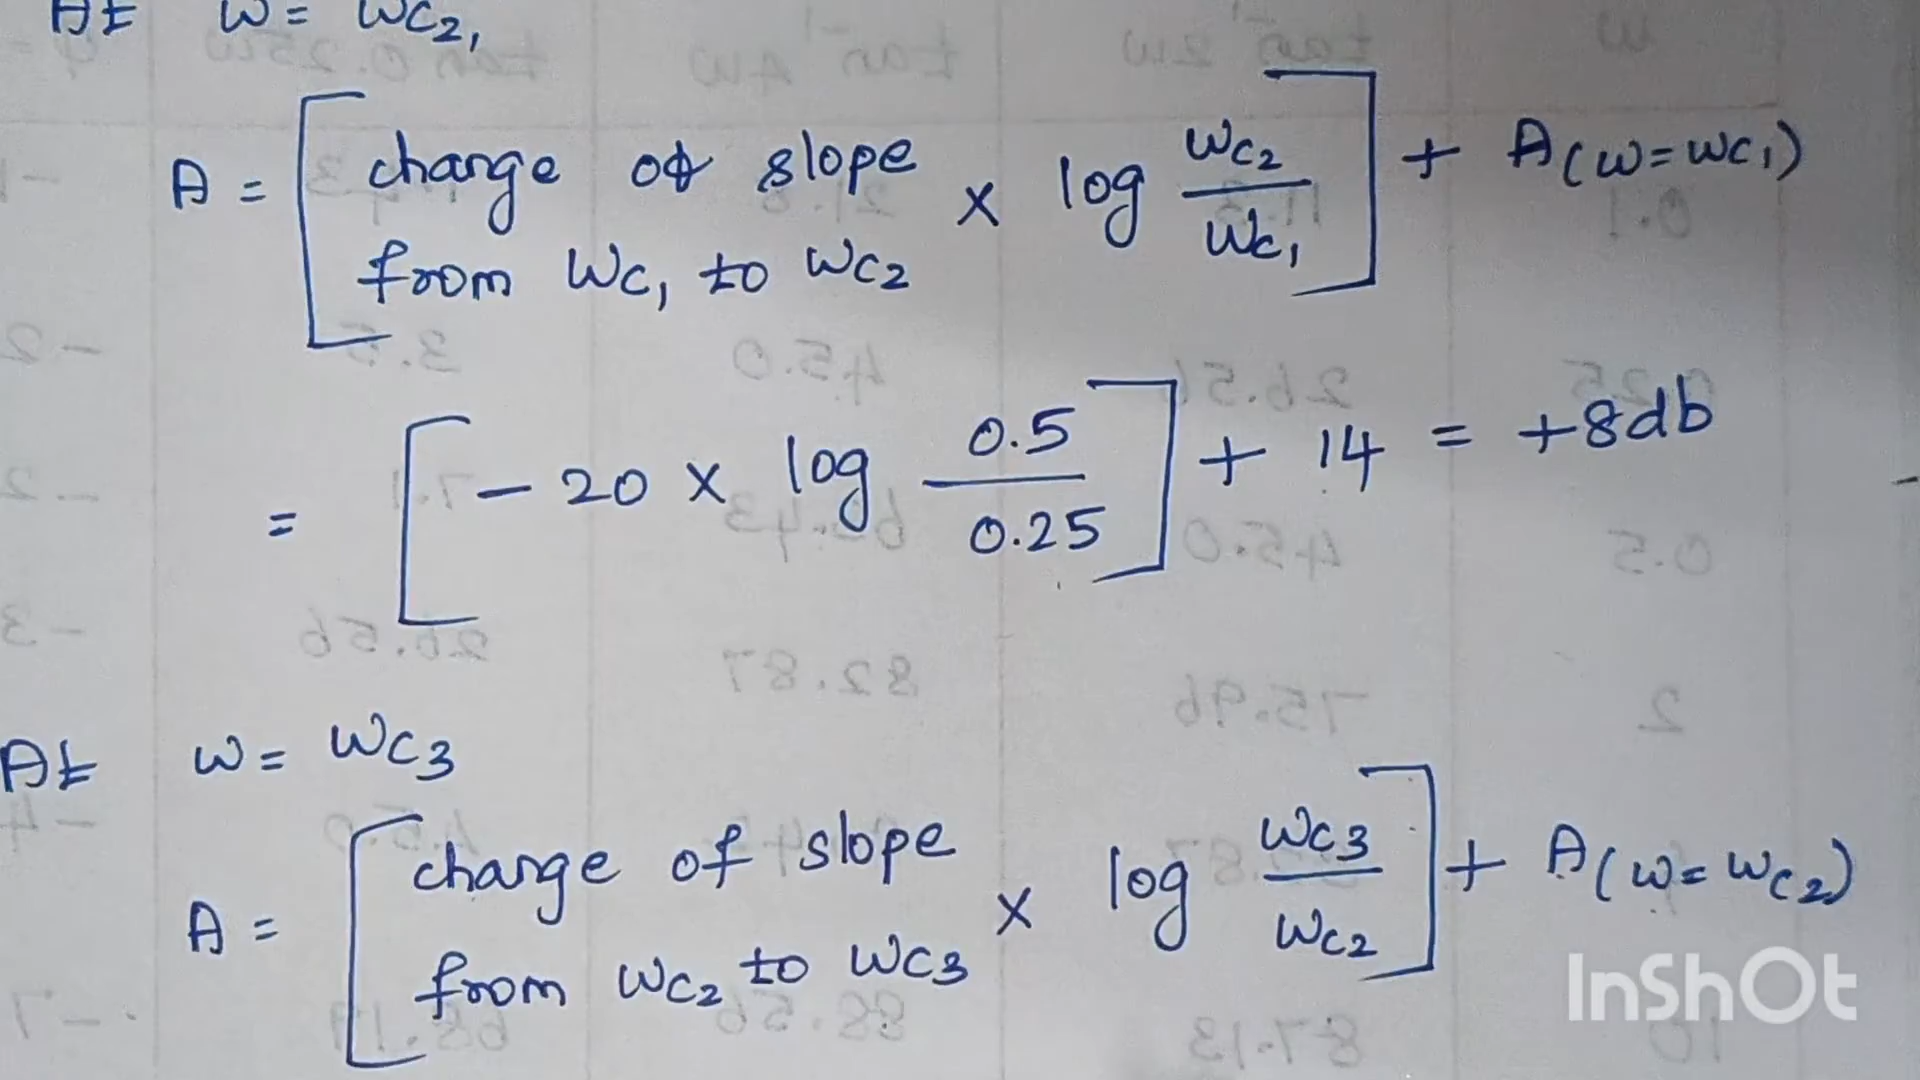 At w = wc2,
A = [change of slope from wc1 to wc2 × log wc2/wc1] + A(w=wc1)
= [-20 × log 0.5/0.25] + 14 = +8db
At w = wc3
A = [change of slope from wc2 to wc3 × log wc3/wc2] + A(w=wc2)
InShOt